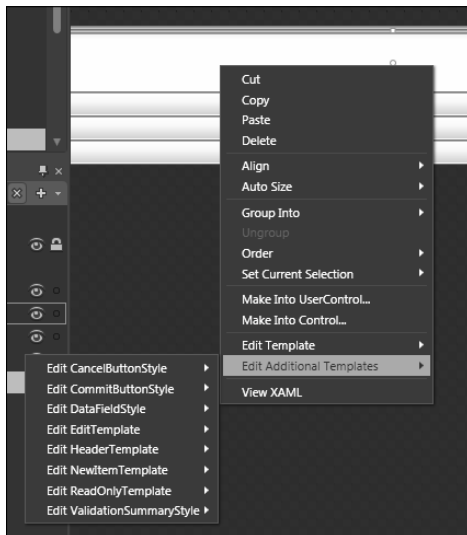 Cut
Copy
Paste
Delete
Align
Auto Size
Group Into
Ungroup
Order
Set Current Selection
Make Into UserControl...
Make Into Control...
Edit Template
Edit Additional Templates
View XAML
Edit CancelButtonStyle
Edit CommitButtonStyle
Edit DataFieldStyle
Edit EditTemplate
Edit HeaderTemplate
Edit NewItemTemplate
Edit ReadOnlyTemplate
Edit ValidationSummaryStyle